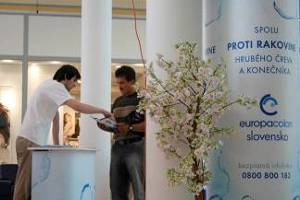 SPOLU
PROTI RAKOVINE
HRUBÉHO ČREVA
A KONEČNÍKA
europacolon
slovensko
bezplatná infolinka
0800 800 183